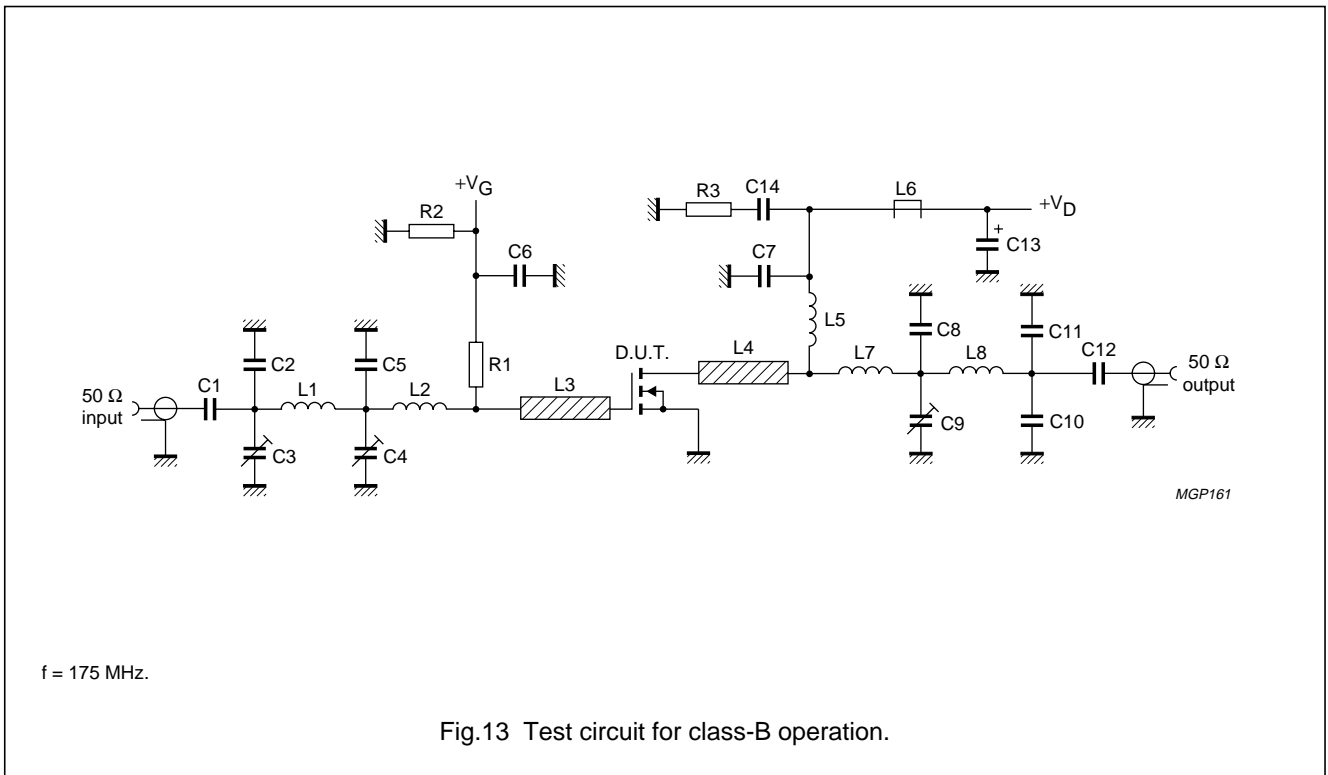 +VG
R2
C6
R1
R3
C14
L6
+VD
C13
C7
L5
C2
C5
C8
C11
D.U.T.
L4
L7
L8
C12
50 Ω
output
50 Ω
input
C1
L1
L2
L3
C3
C4
C9
C10
MGP161
f = 175 MHz.
Fig.13 Test circuit for class-B operation.